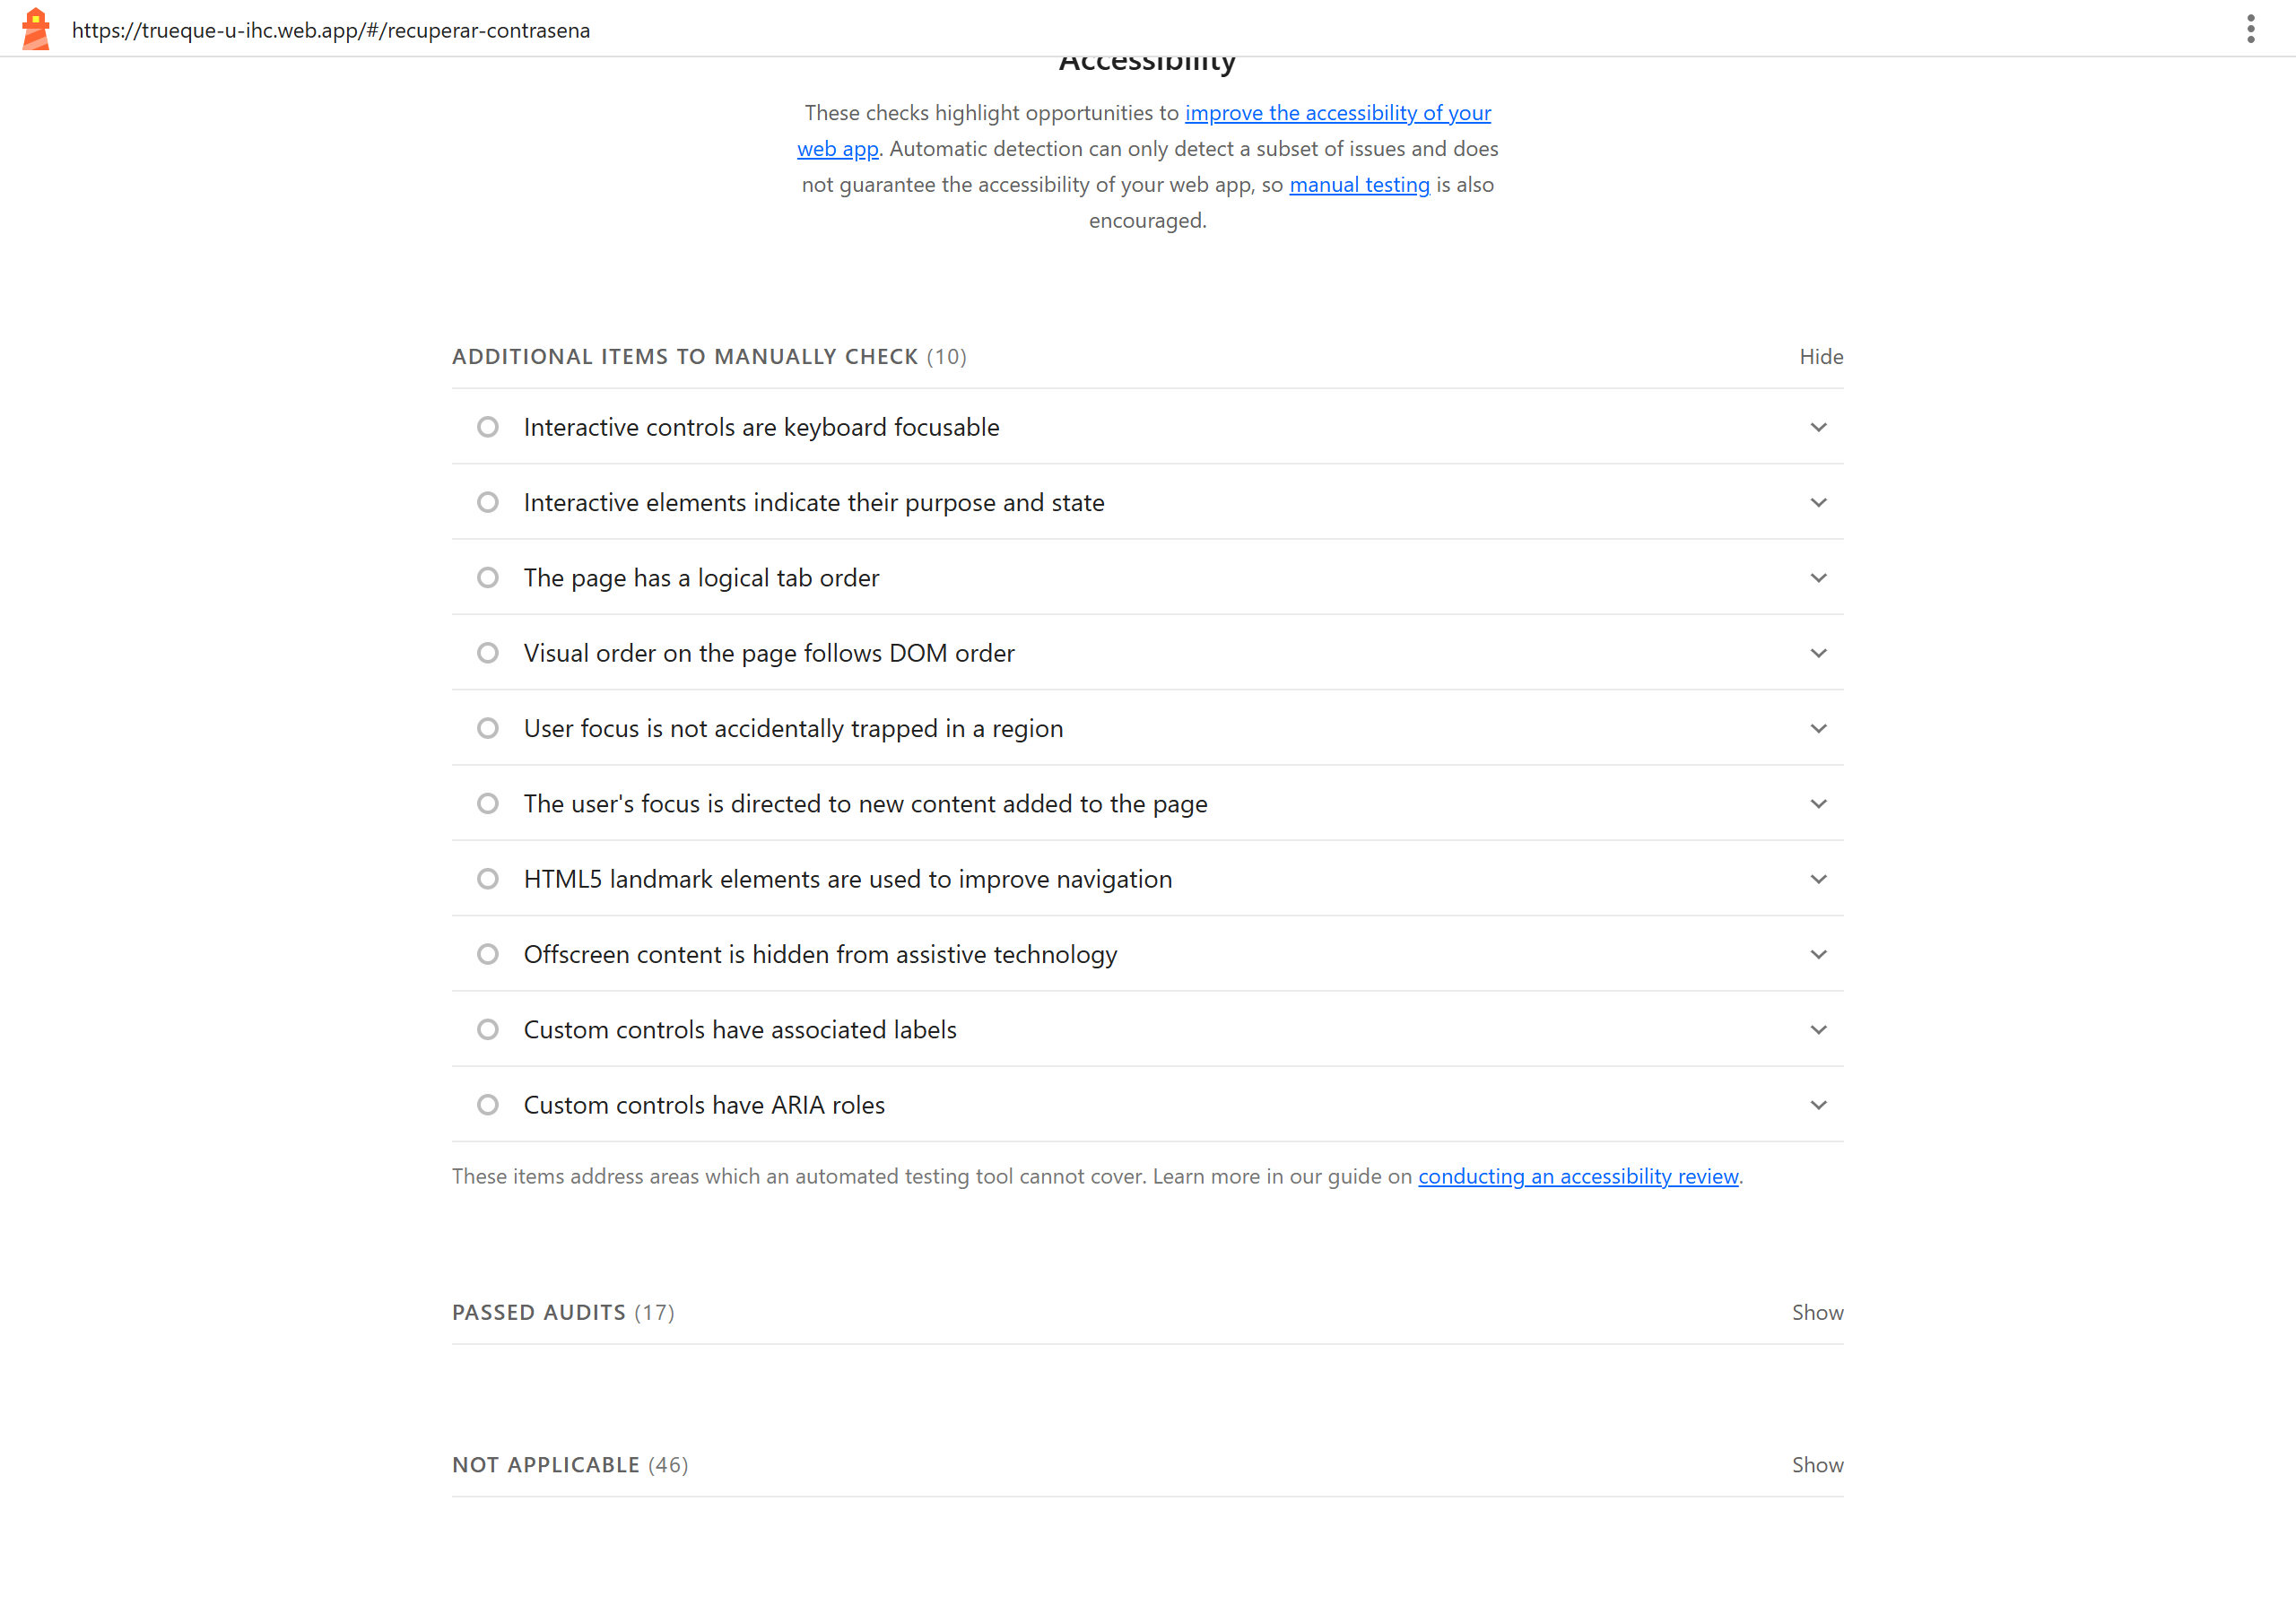 https://trueque-u-ihc.web.app/#/recuperar-contrasena
Accessibility
These checks highlight opportunities to improve the accessibility of your
web app. Automatic detection can only detect a subset of issues and does
not guarantee the accessibility of your web app, so manual testing is also
encouraged.
ADDITIONAL ITEMS TO MANUALLY CHECK (10) Hide
Interactive controls are keyboard focusable
Interactive elements indicate their purpose and state
The page has a logical tab order
Visual order on the page follows DOM order
User focus is not accidentally trapped in a region
The user's focus is directed to new content added to the page
HTML5 landmark elements are used to improve navigation
Offscreen content is hidden from assistive technology
Custom controls have associated labels
Custom controls have ARIA roles
These items address areas which an automated testing tool cannot cover. Learn more in our guide on conducting an accessibility review.
PASSED AUDITS (17) Show
NOT APPLICABLE (46) Show